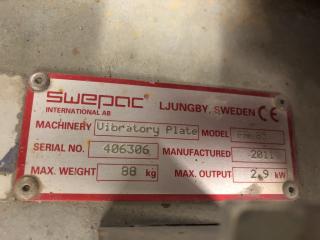 swepac LJUNGBY, SWEDEN CE
INTERNATIONAL AB
MACHINERY Vibratory Plate MODEL
SERIAL NO. 406306 MANUFACTURED 2011
MAX. WEIGHT 88 kg MAX. OUTPUT 2.9 kW